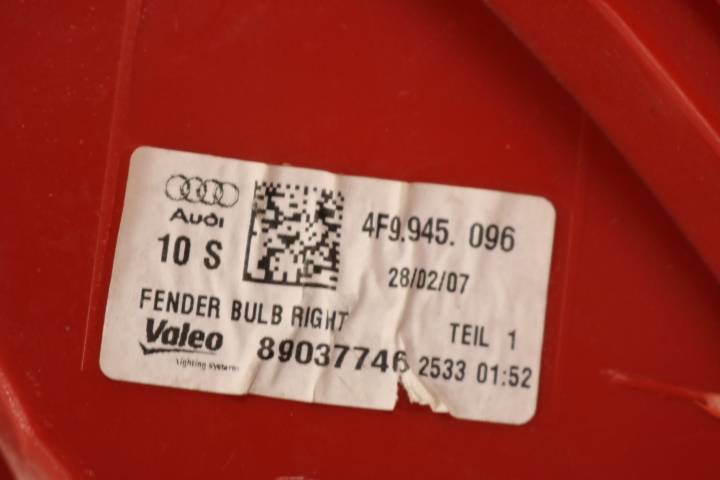 Audi
10 S
4F9.945. 096
28/02/07
FENDER BULB RIGHT
TEIL 1
Valeo
lighting systems
89037746 2533 01:52